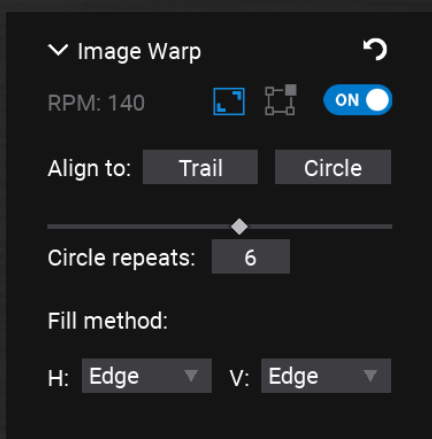 Image Warp
RPM: 140 ON
Align to: Trail Circle
Circle repeats: 6
Fill method:
H: Edge V: Edge